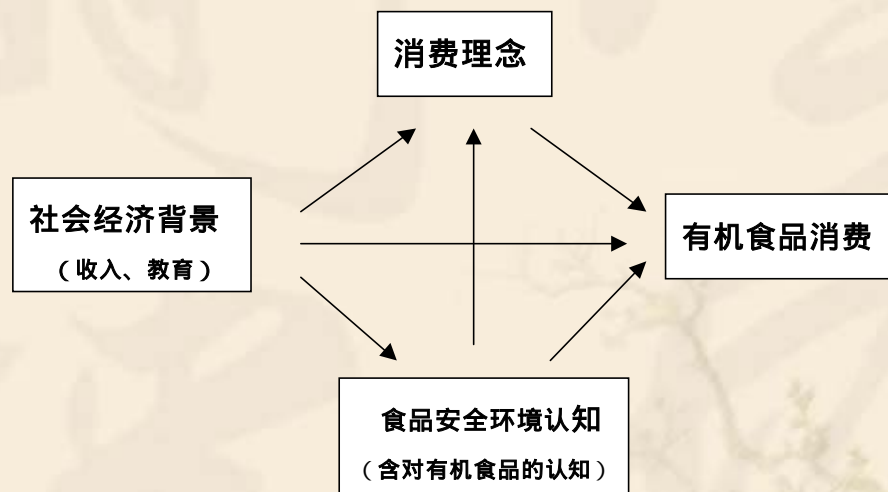 消费理念
社会经济背景
（收入、教育）
有机食品消费
食品安全环境认知
（含对有机食品的认知）